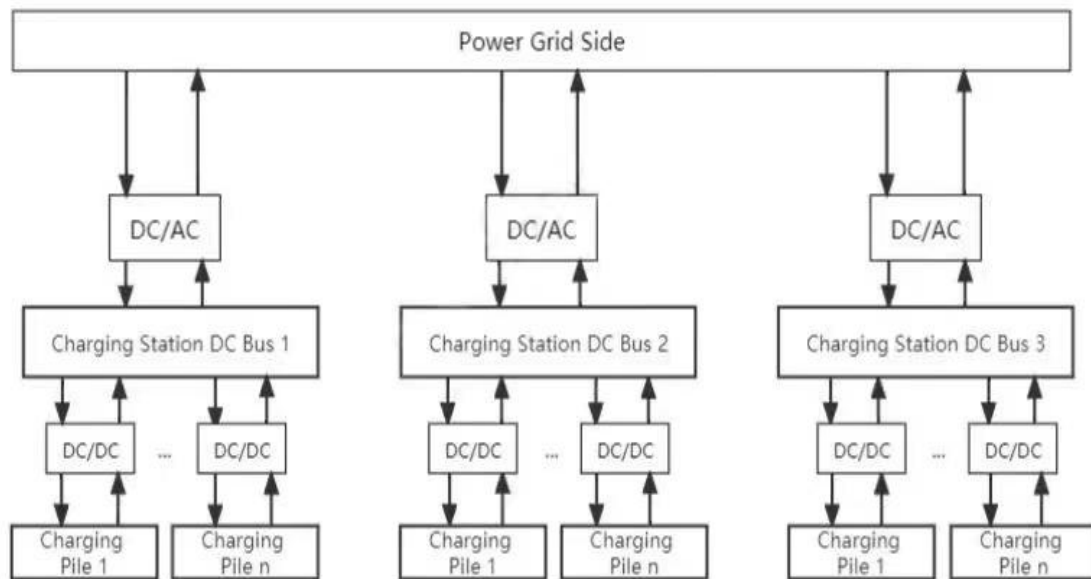 Power Grid Side
DC/AC
DC/AC
DC/AC
Charging Station DC Bus 1
Charging Station DC Bus 2
Charging Station DC Bus 3
DC/DC ... DC/DC
DC/DC ... DC/DC
DC/DC ... DC/DC
Charging
Pile 1
Charging
Pile n
Charging
Pile 1
Charging
Pile n
Charging
Pile 1
Charging
Pile n